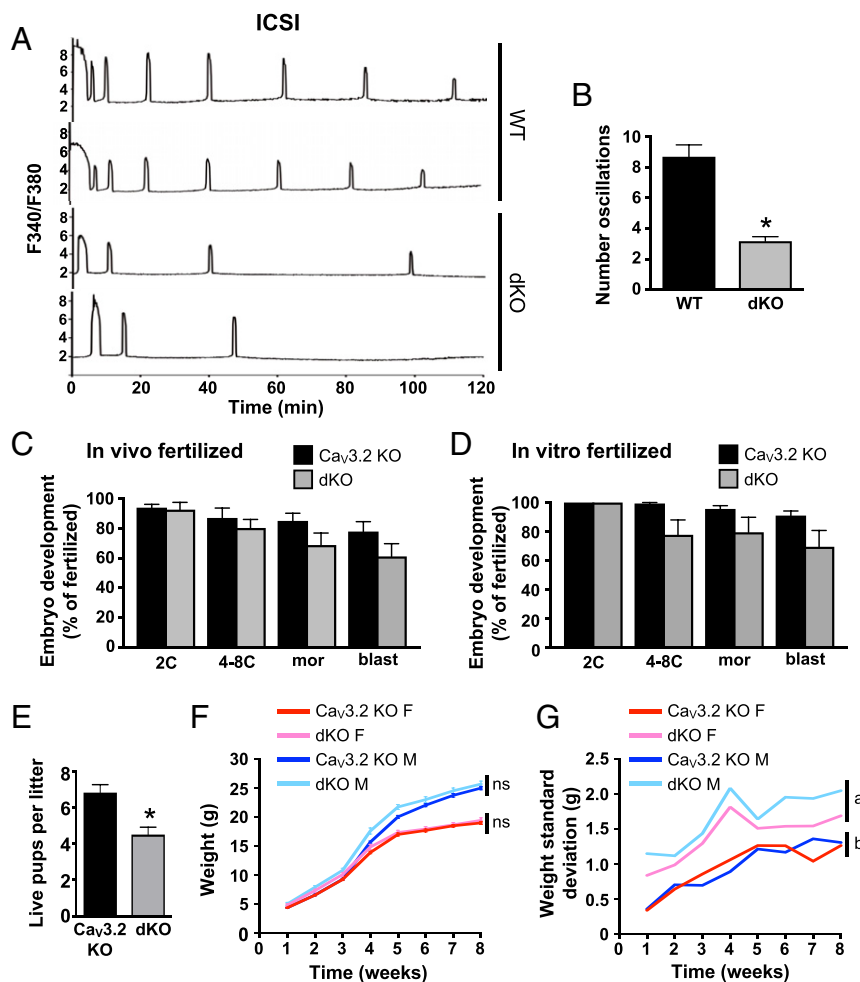 A
ICSI
F340/F380
8
6
4
2
8
6
4
2
8
6
4
2
8
6
4
2
0 20 40 60 80 100 120
Time (min)
WT
dKO
B
Number oscillations
10
8
6
4
2
0
WT dKO
*
C
In vivo fertilized
CaV3.2 KO
dKO
Embryo development
(% of fertilized)
100
80
60
40
20
0
2C 4-8C mor blast
D
In vitro fertilized
CaV3.2 KO
dKO
Embryo development
(% of fertilized)
100
80
60
40
20
0
2C 4-8C mor blast
E
Live pups per litter
8
6
4
2
0
*
CaV3.2 dKO
KO
F
CaV3.2 KO F
dKO F
CaV3.2 KO M
dKO M
Weight (g)
30
25
20
15
10
5
0
0 1 2 3 4 5 6 7 8
Time (weeks)
ns
ns
G
CaV3.2 KO F
dKO F
CaV3.2 KO M
dKO M
Weight standard
deviation (g)
2.5
2.0
1.5
1.0
0.5
0.0
0 1 2 3 4 5 6 7 8
Time (weeks)
a
b